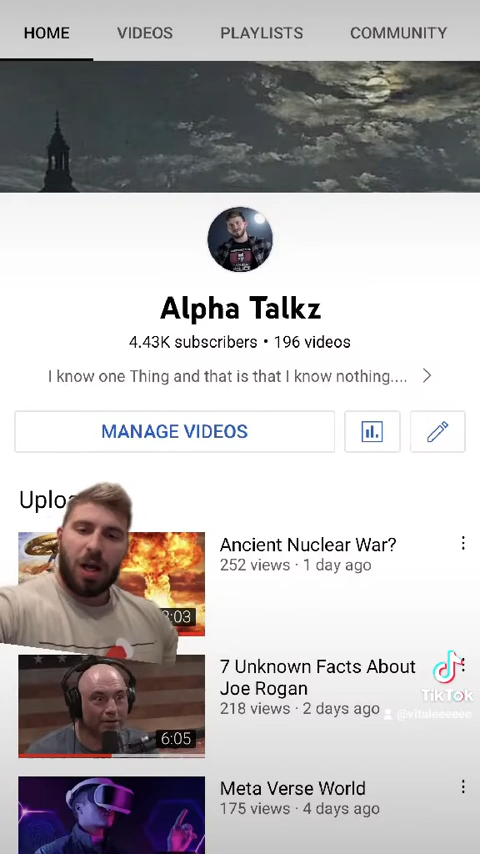 HOME VIDEOS PLAYLISTS COMMUNITY
Alpha Talkz
4.43K subscribers • 196 videos
I know one Thing and that is that I know nothing....
MANAGE VIDEOS
Ancient Nuclear War?
252 views · 1 day ago
:03
7 Unknown Facts About
Joe Rogan
218 views · 2 days ago
6:05
TikTok
@vitaleeeeee
Meta Verse World
175 views · 4 days ago